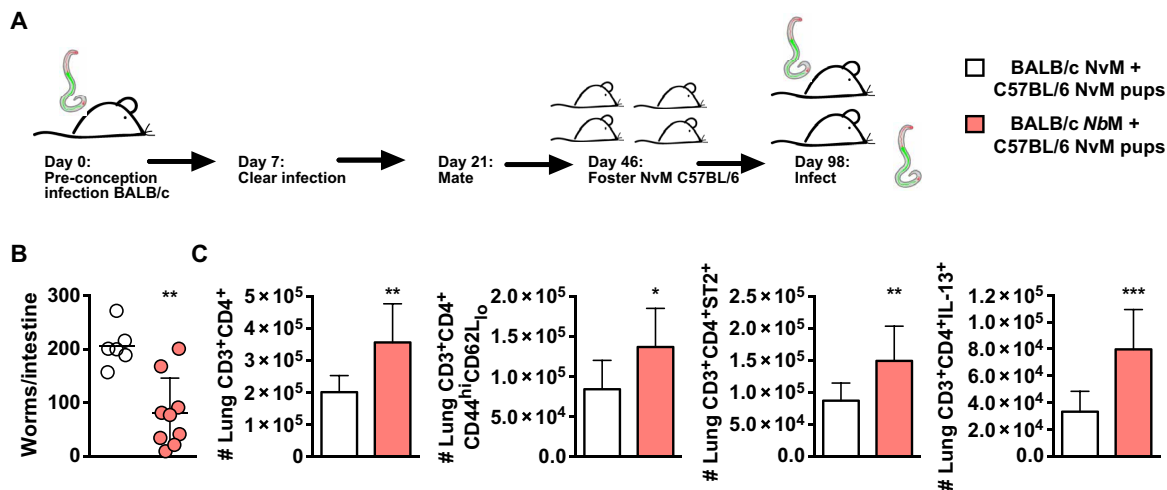 A
Day 0:
Pre-conception
infection BALB/c
Day 7:
Clear infection
Day 21:
Mate
Day 46:
Foster NvM C57BL/6
Day 98:
Infect
BALB/c NvM +
C57BL/6 NvM pups
BALB/c NbM +
C57BL/6 NvM pups
B
Worms/intestine
300
200
100
0
**
C
# Lung CD3⁺CD4⁺
5 × 10⁵
4 × 10⁵
3 × 10⁵
2 × 10⁵
1 × 10⁵
0
**
# Lung CD3⁺CD4⁺
CD44ʰⁱCD62Lₗₒ
2.0 × 10⁵
1.5 × 10⁵
1.0 × 10⁵
5.0 × 10⁴
0.0
*
# Lung CD3⁺CD4⁺ST2⁺
2.5 × 10⁵
2.0 × 10⁵
1.5 × 10⁵
1.0 × 10⁵
5.0 × 10⁴
0.0
**
# Lung CD3⁺CD4⁺IL-13⁺
1.2 × 10⁵
1.0 × 10⁵
8.0 × 10⁴
6.0 × 10⁴
4.0 × 10⁴
2.0 × 10⁴
0.0
***